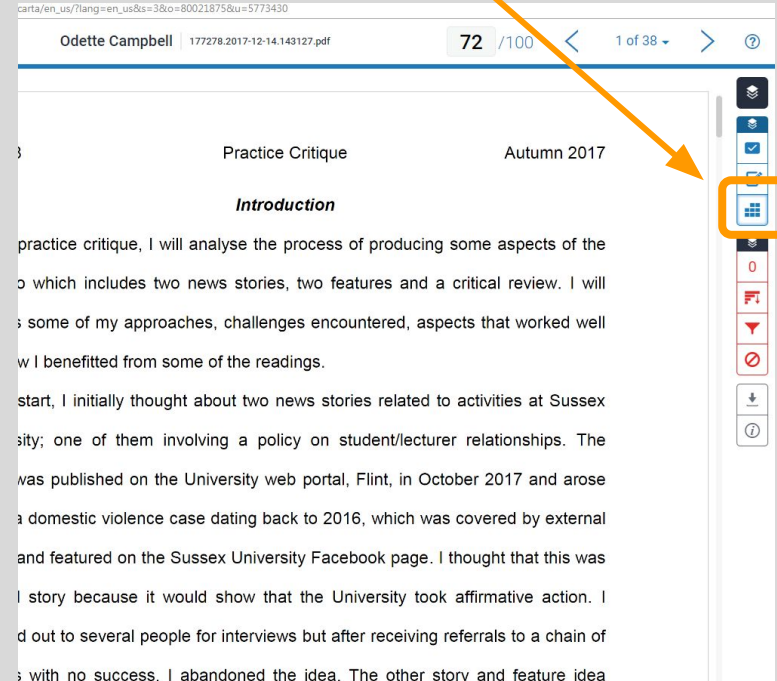 carta/en_us/?lang=en_us&s=3&o=80021875&u=5773430
Odette Campbell 177278.2017-12-14.143127.pdf 72 /100 1 of 38 ?
3 Practice Critique Autumn 2017
Introduction
practice critique, I will analyse the process of producing some aspects of the
o which includes two news stories, two features and a critical review. I will
s some of my approaches, challenges encountered, aspects that worked well
w I benefitted from some of the readings.
start, I initially thought about two news stories related to activities at Sussex
sity; one of them involving a policy on student/lecturer relationships. The
was published on the University web portal, Flint, in October 2017 and arose
a domestic violence case dating back to 2016, which was covered by external
and featured on the Sussex University Facebook page. I thought that this was
l story because it would show that the University took affirmative action. I
d out to several people for interviews but after receiving referrals to a chain of
s with no success, I abandoned the idea. The other story and feature idea
0
i